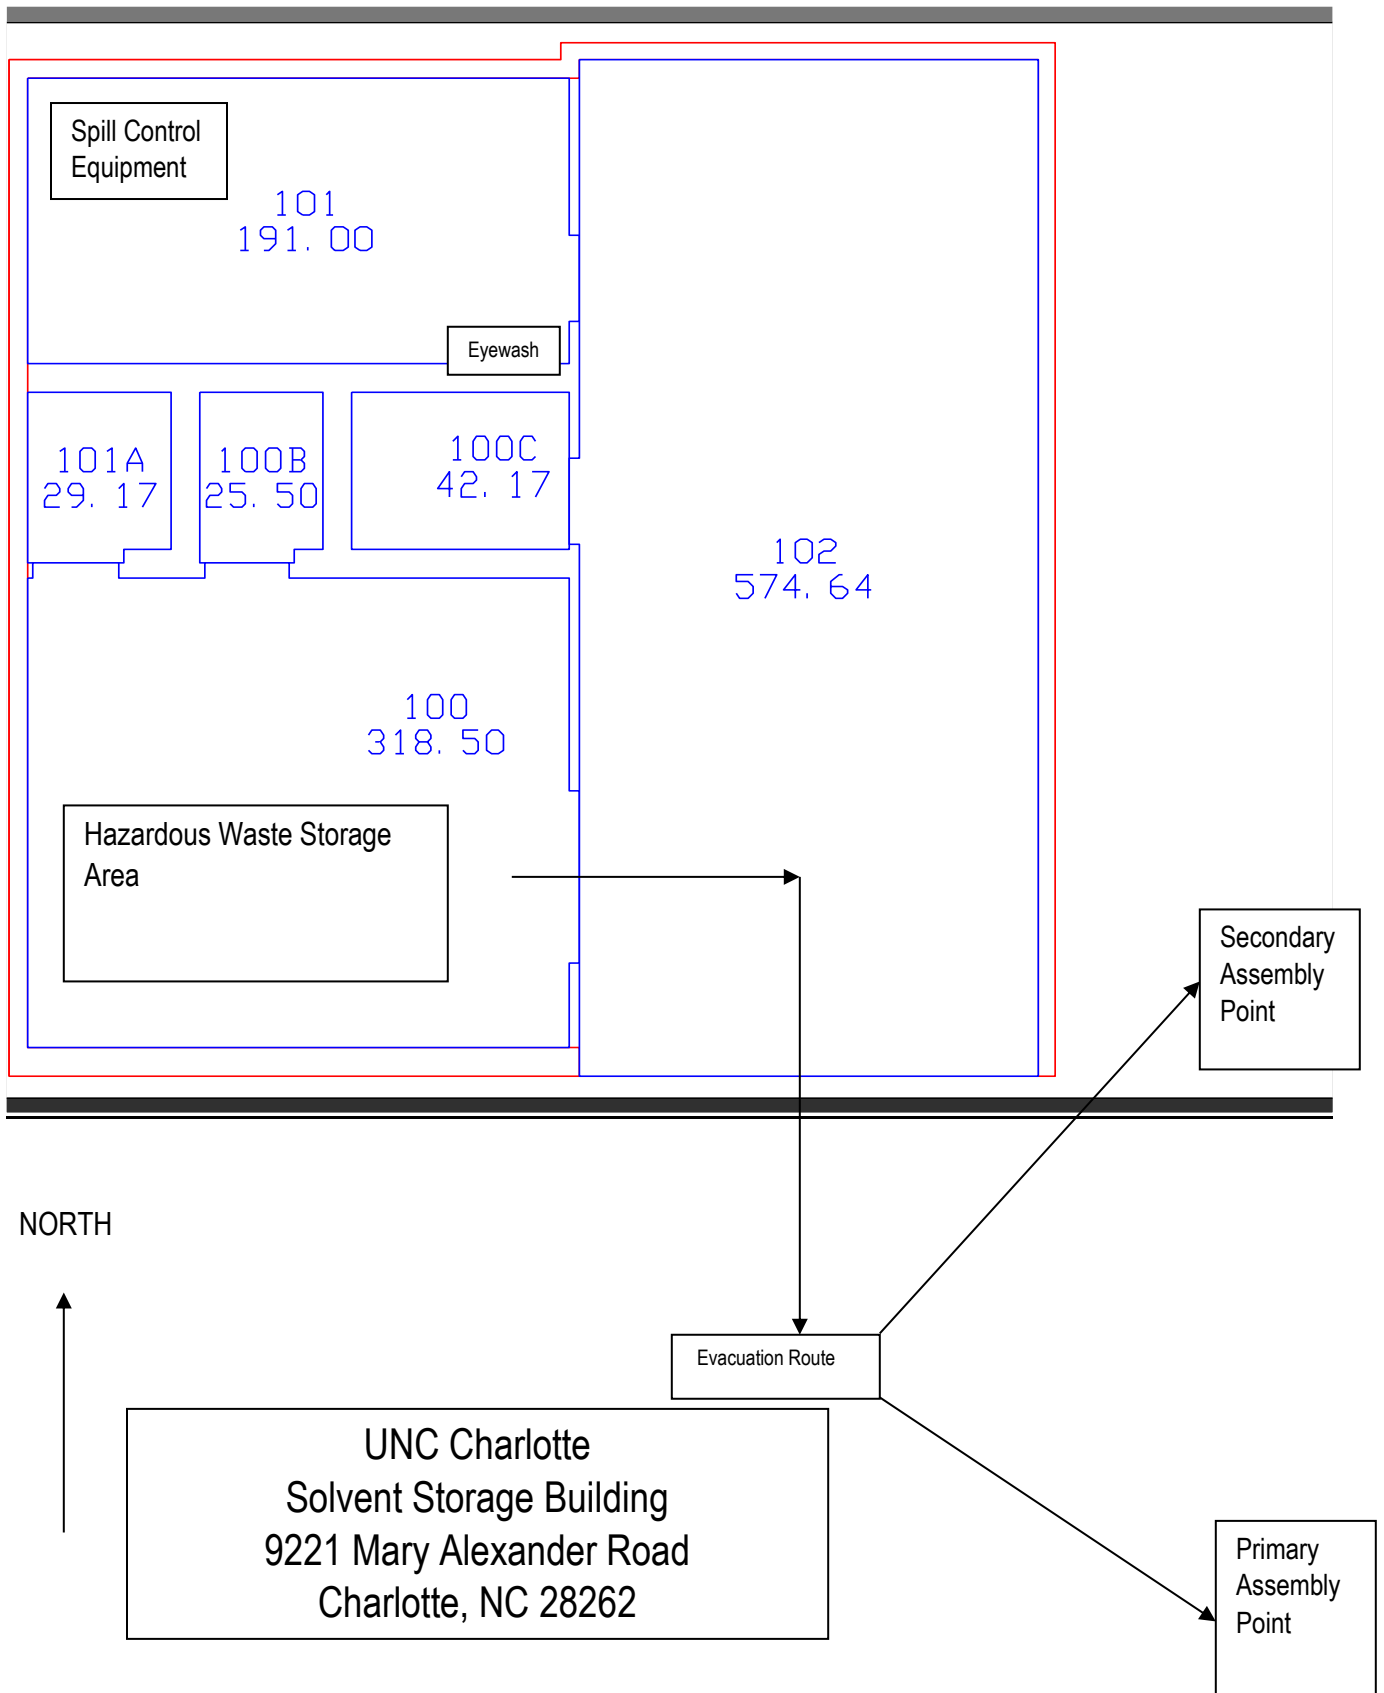 Spill Control
Equipment
101
191.00
Eyewash
101A
29.17
100B
25.50
100C
42.17
102
574.64
100
318.50
Hazardous Waste Storage
Area
Secondary
Assembly
Point
NORTH
Evacuation Route
UNC Charlotte
Solvent Storage Building
9221 Mary Alexander Road
Charlotte, NC 28262
Primary
Assembly
Point